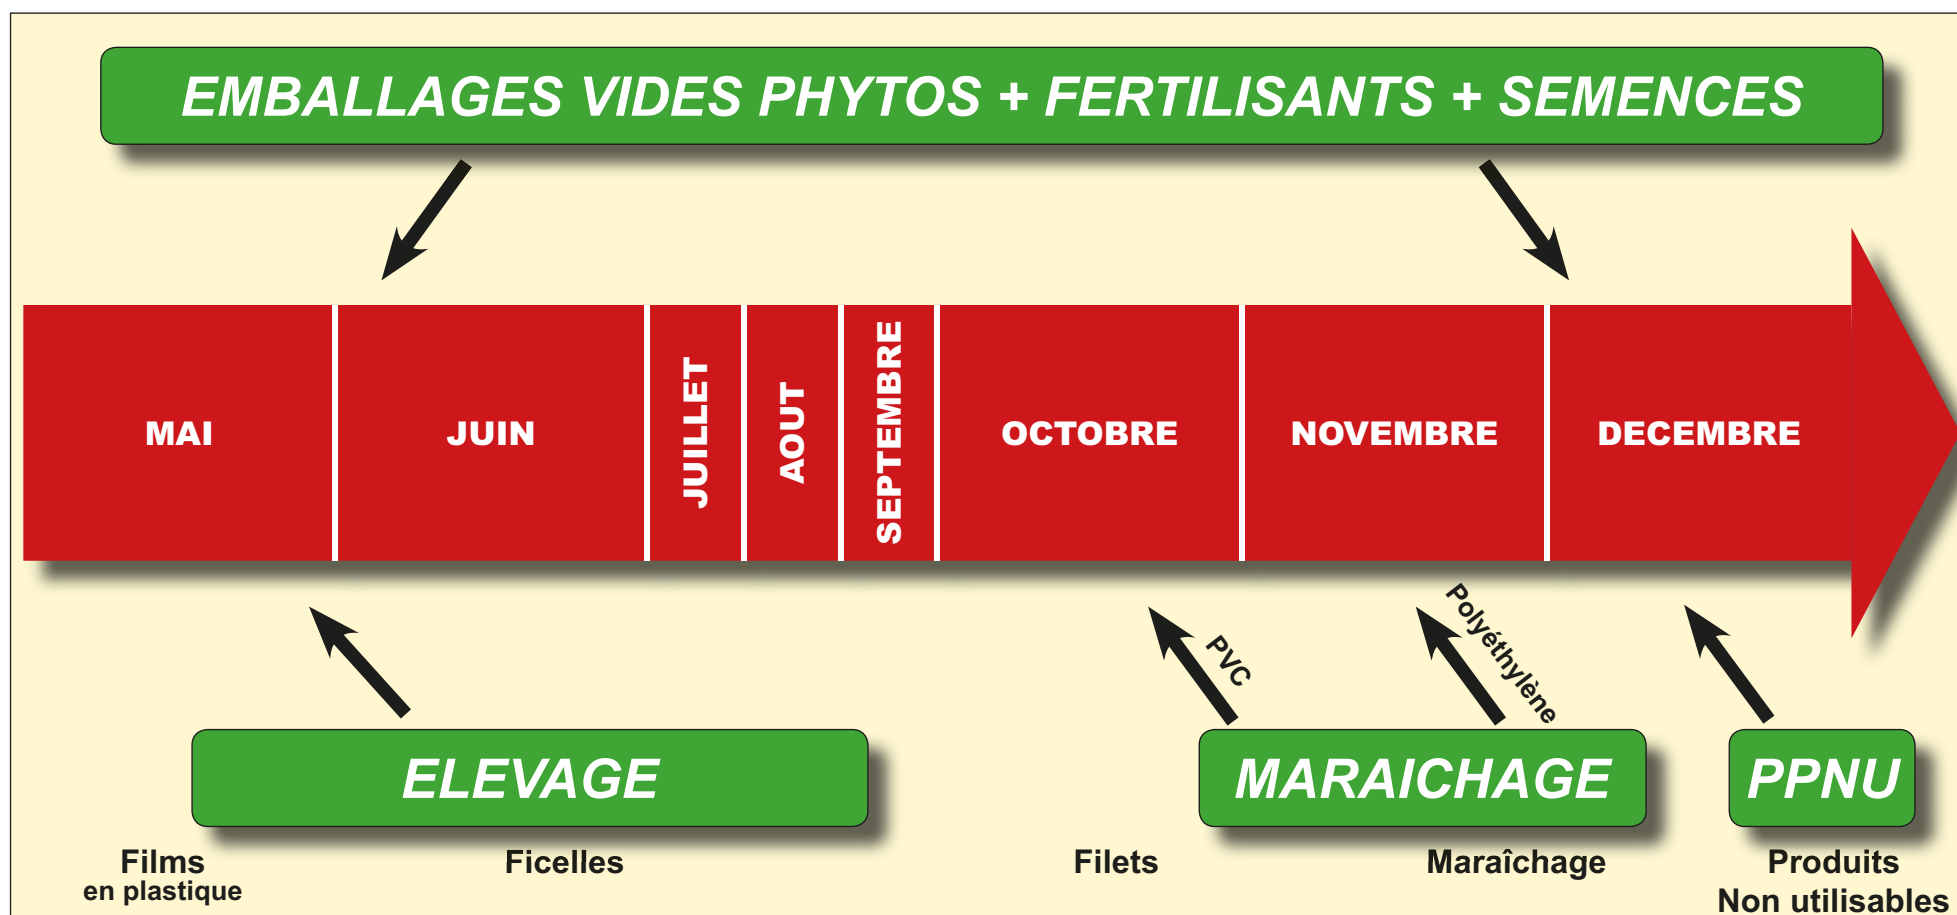 EMBALLAGES VIDES PHYTOS + FERTILISANTS + SEMENCES
MAI
JUIN
JUILLET
AOUT
SEPTEMBRE
OCTOBRE
NOVEMBRE
DECEMBRE
PVC
Polyéthylène
ELEVAGE
MARAICHAGE
PPNU
Films
en plastique
Ficelles
Filets
Maraîchage
Produits
Non utilisables